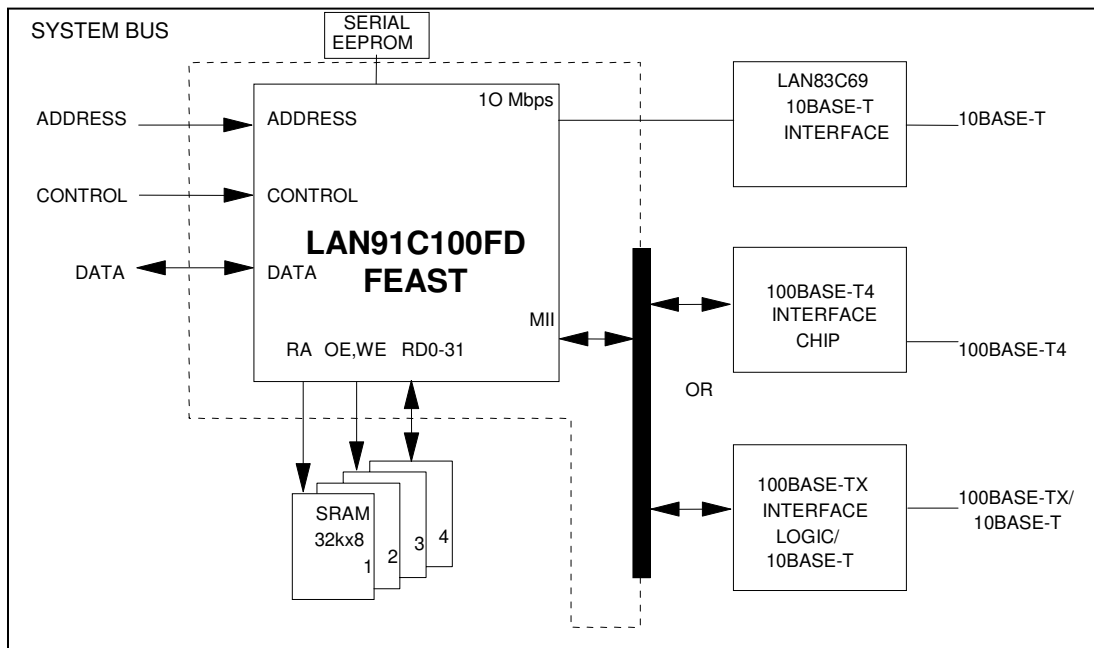 SYSTEM BUS
SERIAL
EEPROM
ADDRESS
CONTROL
DATA
ADDRESS
CONTROL
DATA
10 Mbps
LAN91C100FD
FEAST
MII
RA OE,WE RD0-31
SRAM
32kx8
1
2
3
4
LAN83C69
10BASE-T
INTERFACE
10BASE-T
100BASE-T4
INTERFACE
CHIP
100BASE-T4
OR
100BASE-TX
INTERFACE
LOGIC/
10BASE-T
100BASE-TX/
10BASE-T